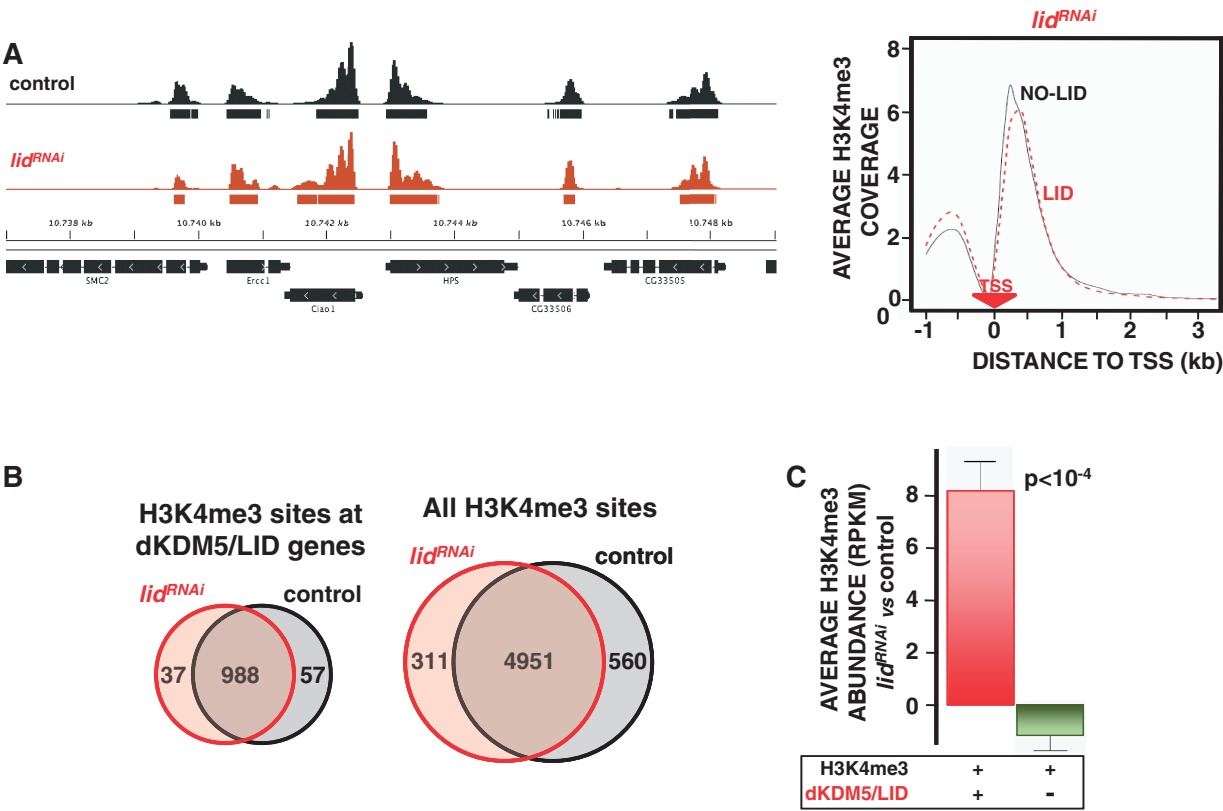 A
control
lidRNAi
10.738 kb 10.740 kb 10.742 kb 10.744 kb 10.746 kb 10.748 kb
SMC2 Ercc1 HPS CG33505
Ciao1 CG33506
lidRNAi
AVERAGE H3K4me3
COVERAGE
8
6
4
2
0
0
NO-LID
LID
TSS
-1 0 1 2 3
DISTANCE TO TSS (kb)
B
H3K4me3 sites at
dKDM5/LID genes
lidRNAi control
37 988 57
All H3K4me3 sites
lidRNAi control
311 4951 560
C
AVERAGE H3K4me3
ABUNDANCE (RPKM)
lidRNAi vs control
8
6
4
2
0
p<10-4
H3K4me3 + +
dKDM5/LID + -